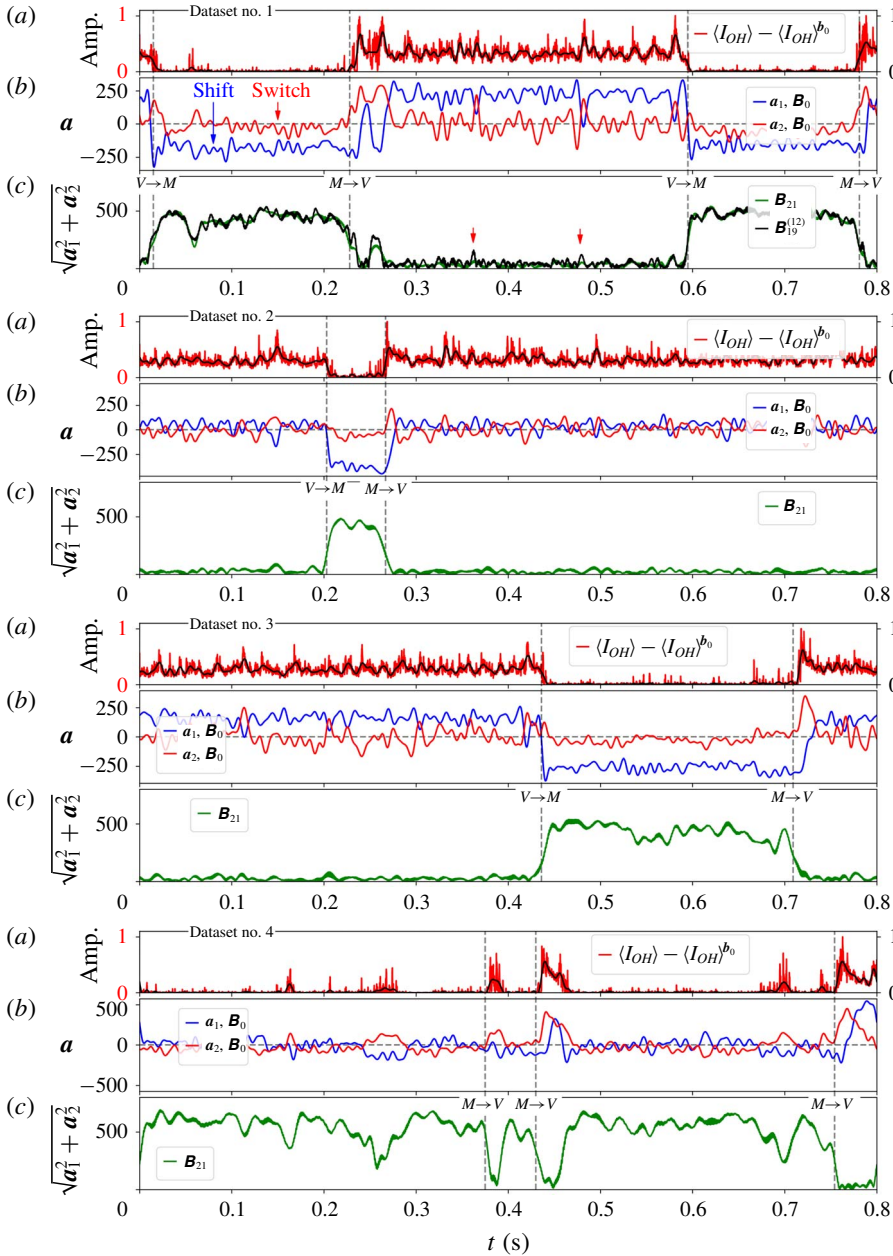 (a) Amp. 1 0 Dataset no. 1 ⟨I_OH⟩ − ⟨I_OH⟩^b₀ 1 0
(b) a 250 0 −250 Shift Switch a₁, B₀
a₂, B₀
V→M M→V V→M M→V
(c) √a₁² + a₂² 500 B₂₁
B₁₉^(12)
0 0.1 0.2 0.3 0.4 0.5 0.6 0.7 0.8
(a) Amp. 1 0 Dataset no. 2 ⟨I_OH⟩ − ⟨I_OH⟩^b₀ 1 0
(b) a 250 0 −250 a₁, B₀
a₂, B₀
V→M M→V
(c) √a₁² + a₂² 500 B₂₁
0 0.1 0.2 0.3 0.4 0.5 0.6 0.7 0.8
(a) Amp. 1 0 Dataset no. 3 ⟨I_OH⟩ − ⟨I_OH⟩^b₀ 1 0
(b) a 250 0 −250 a₁, B₀
a₂, B₀
V→M M→V
(c) √a₁² + a₂² 500 B₂₁
0 0.1 0.2 0.3 0.4 0.5 0.6 0.7 0.8
(a) Amp. 1 0 Dataset no. 4 ⟨I_OH⟩ − ⟨I_OH⟩^b₀ 1 0
(b) a 500 0 −500 a₁, B₀
a₂, B₀
M→V M→V M→V
(c) √a₁² + a₂² 500 B₂₁
0 0.1 0.2 0.3 0.4 0.5 0.6 0.7 0.8
t (s)